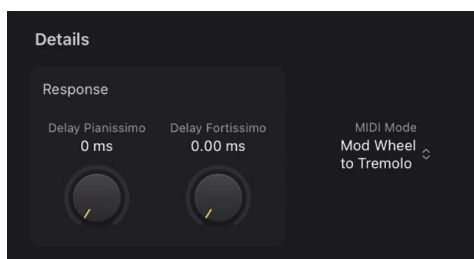 Details
Response
Delay Pianissimo
0 ms
Delay Fortissimo
0.00 ms
MIDI Mode
Mod Wheel
to Tremolo